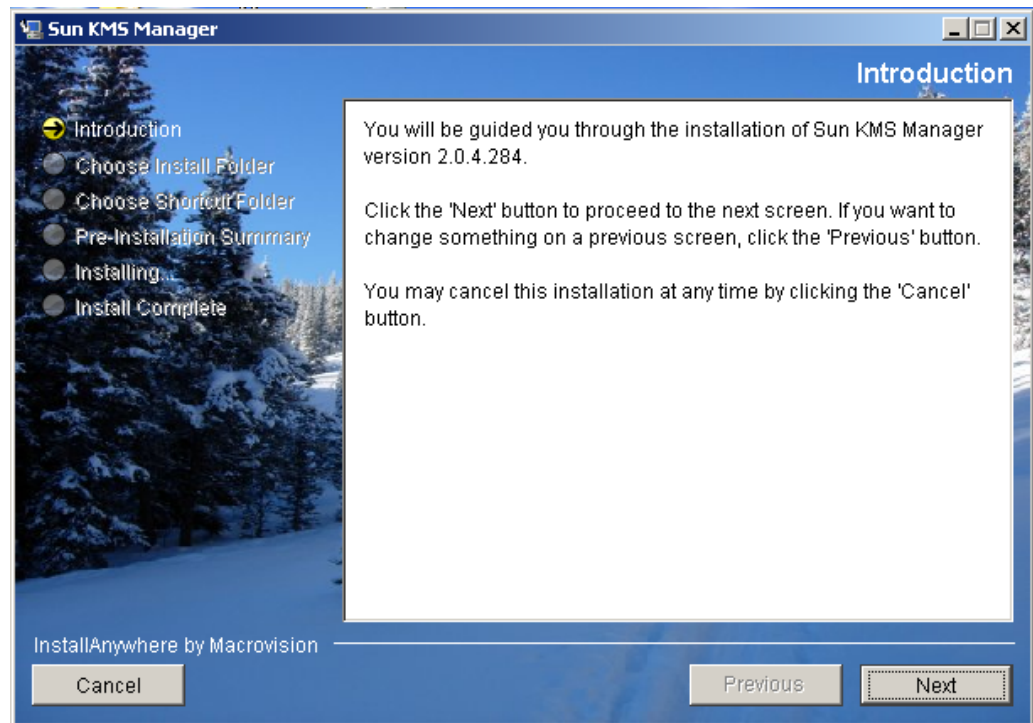 Sun KMS Manager
Introduction
Introduction
Choose Install Folder
Choose Shortcut Folder
Pre-Installation Summary
Installing...
Install Complete
You will be guided you through the installation of Sun KMS Manager
version 2.0.4.284.
Click the 'Next' button to proceed to the next screen. If you want to
change something on a previous screen, click the 'Previous' button.
You may cancel this installation at any time by clicking the 'Cancel'
button.
InstallAnywhere by Macrovision
Cancel
Previous
Next